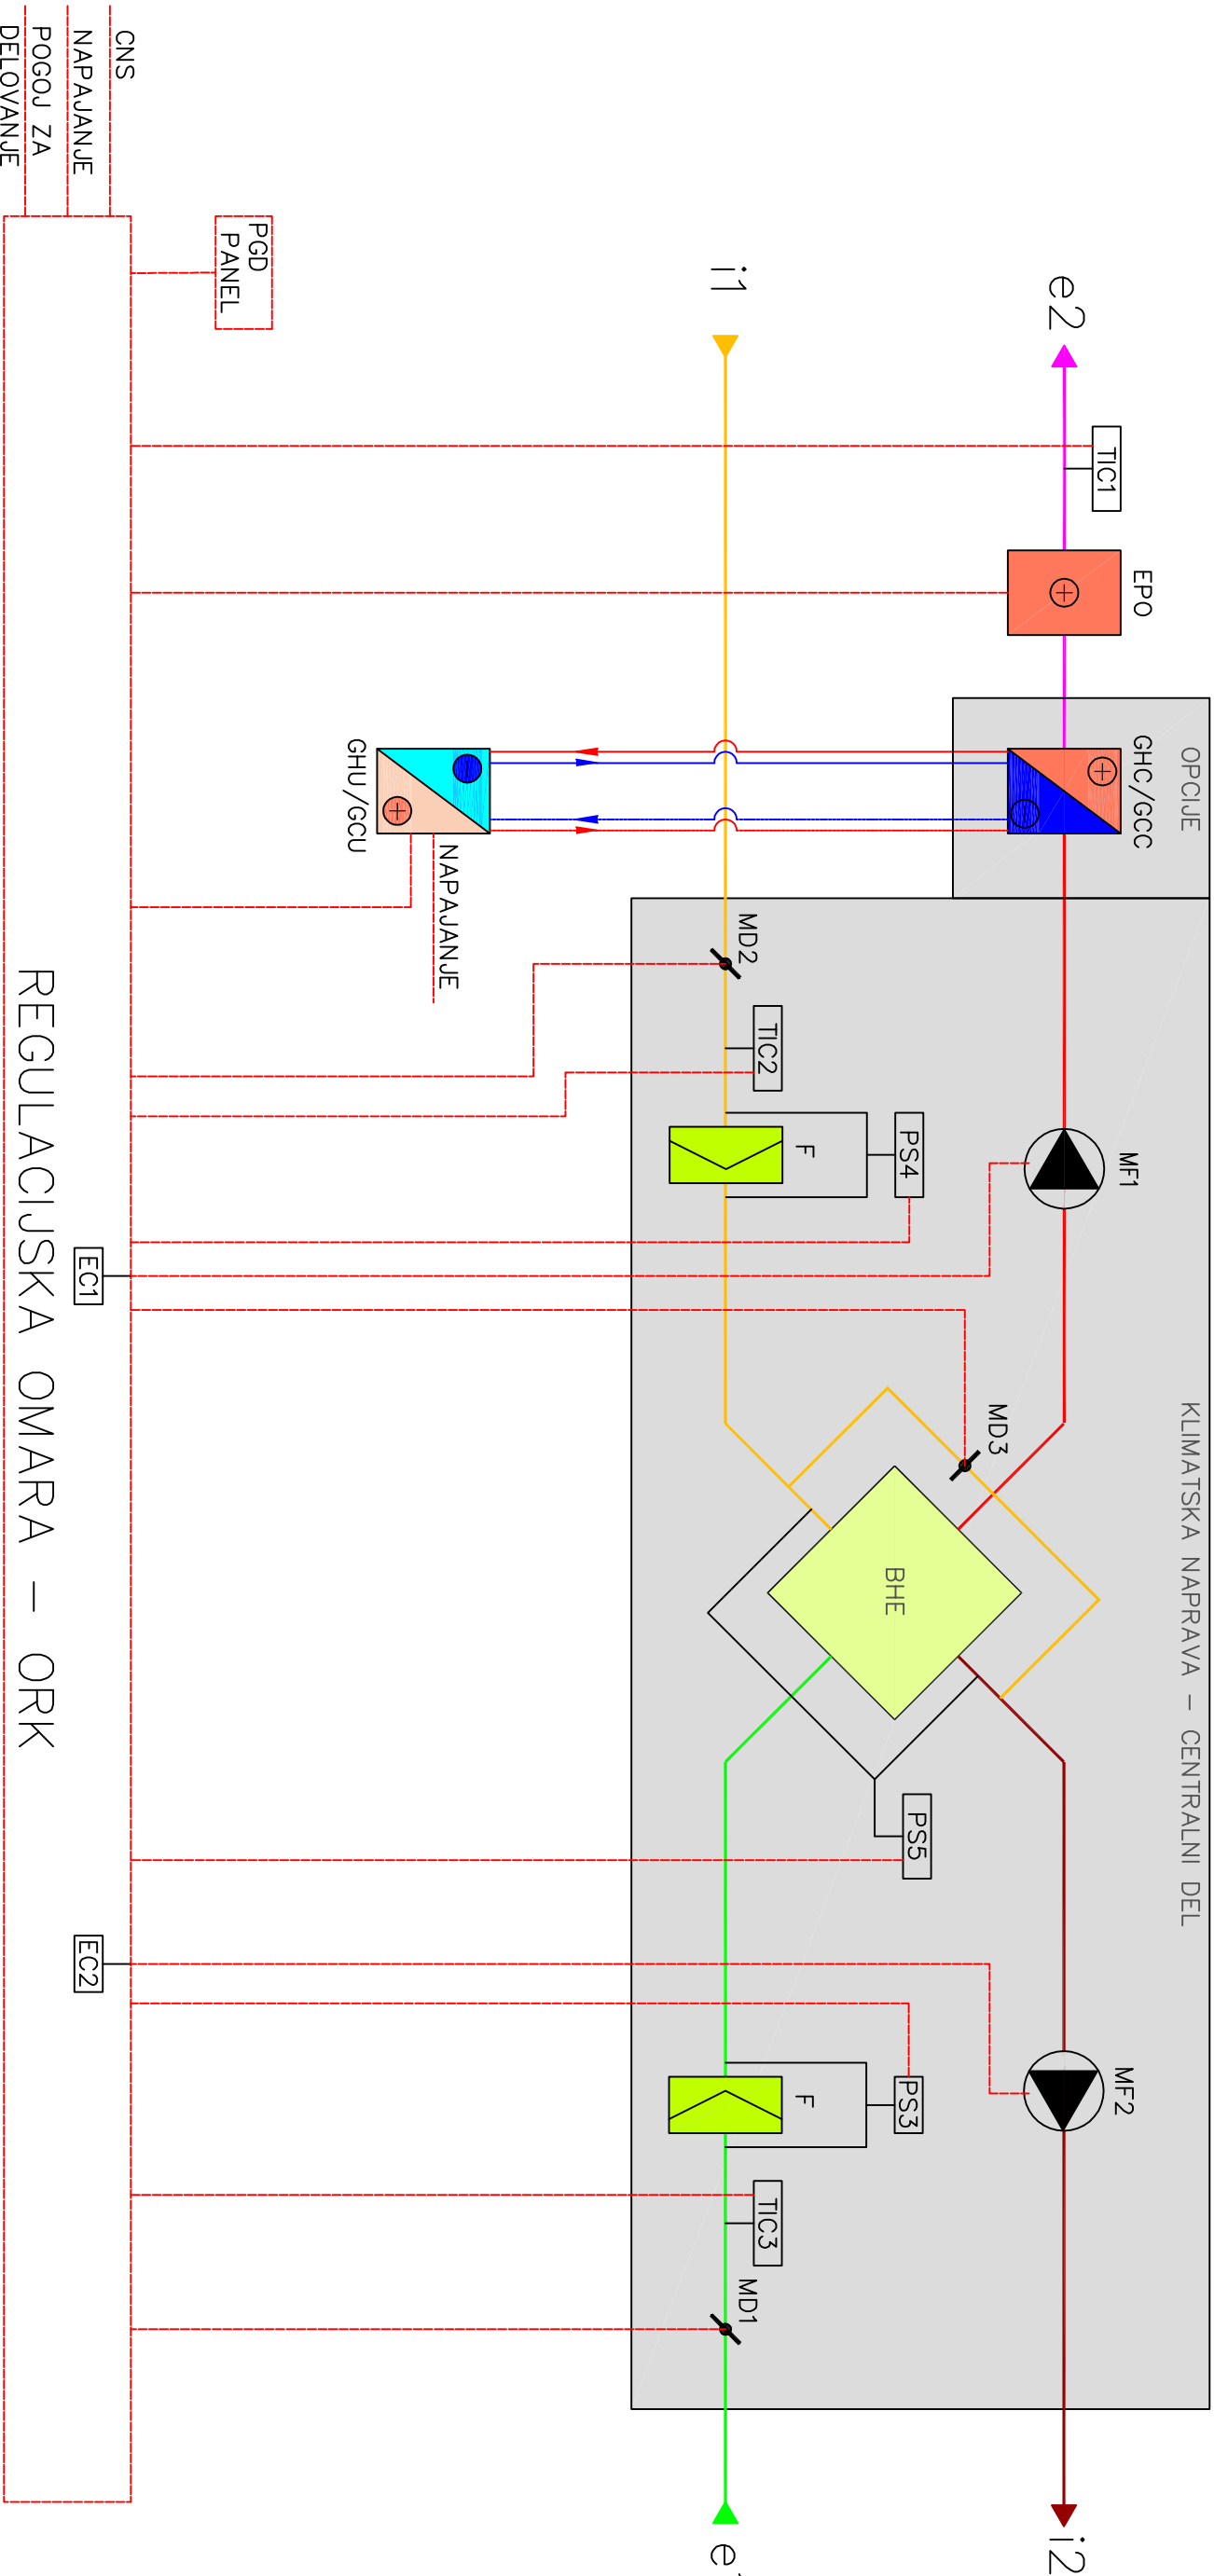 OPCIJE
KLIMATSKA NAPRAVA – CENTRALNI DEL
EPO
GHC/GCC
MF1
MF2
TIC1
e2
i2
MD3
PS4
PS5
PS3
BHE
F
F
TIC2
TIC3
i1
MD2
MD1
NAPAJANJE
GHU/GCU
PGD
PANEL
CNS
NAPAJANJE
POGOJ ZA
DELOVANJE
EC1
EC2
REGULACIJSKA OMARA – ORK